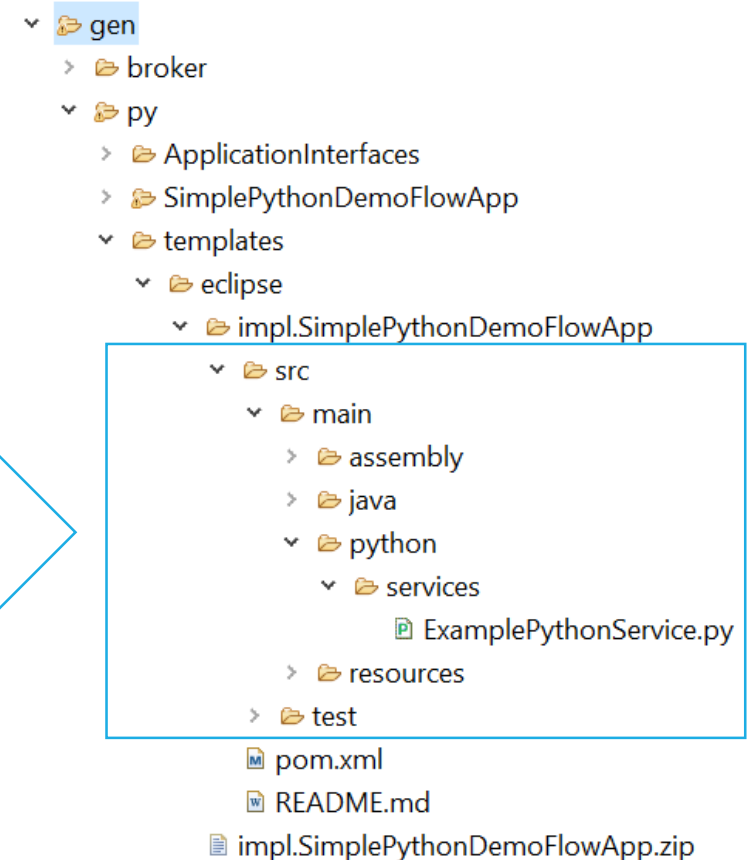 gen
broker
py
ApplicationInterfaces
SimplePythonDemoFlowApp
templates
eclipse
impl.SimplePythonDemoFlowApp
src
main
assembly
java
python
services
ExamplePythonService.py
resources
test
pom.xml
README.md
impl.SimplePythonDemoFlowApp.zip